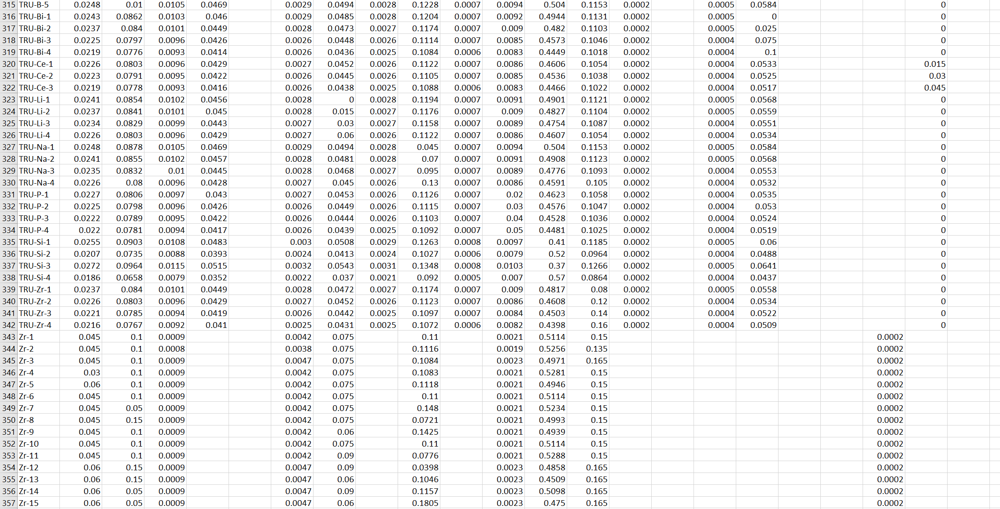 315 TRU-B-5 0.0248 0.01 0.0105 0.0469 0.0029 0.0494 0.0028 0.1228 0.0007 0.0094 0.504 0.1153 0.0002 0.0005 0.0584 0
316 TRU-Bi-1 0.0243 0.0862 0.0103 0.046 0.0029 0.0485 0.0028 0.1204 0.0007 0.0092 0.4944 0.1131 0.0002 0.0005 0 0
317 TRU-Bi-2 0.0237 0.084 0.0101 0.0449 0.0028 0.0473 0.0027 0.1174 0.0007 0.009 0.482 0.1103 0.0002 0.0005 0.025 0
318 TRU-Bi-3 0.0225 0.0797 0.0096 0.0426 0.0026 0.0448 0.0026 0.1114 0.0007 0.0085 0.4573 0.1046 0.0002 0.0004 0.075 0
319 TRU-Bi-4 0.0219 0.0776 0.0093 0.0414 0.0026 0.0436 0.0025 0.1084 0.0006 0.0083 0.4449 0.1018 0.0002 0.0004 0.1 0
320 TRU-Ce-1 0.0226 0.0803 0.0096 0.0429 0.0027 0.0452 0.0026 0.1122 0.0007 0.0086 0.4606 0.1054 0.0002 0.0004 0.0533 0.015
321 TRU-Ce-2 0.0223 0.0791 0.0095 0.0422 0.0026 0.0445 0.0026 0.1105 0.0007 0.0085 0.4536 0.1038 0.0002 0.0004 0.0525 0.03
322 TRU-Ce-3 0.0219 0.0778 0.0093 0.0416 0.0026 0.0438 0.0025 0.1088 0.0006 0.0083 0.4466 0.1022 0.0002 0.0004 0.0517 0.045
323 TRU-Li-1 0.0241 0.0854 0.0102 0.0456 0.0028 0 0.0028 0.1194 0.0007 0.0091 0.4901 0.1121 0.0002 0.0005 0.0568 0
324 TRU-Li-2 0.0237 0.0841 0.0101 0.045 0.0028 0.015 0.0027 0.1176 0.0007 0.009 0.4827 0.1104 0.0002 0.0005 0.0559 0
325 TRU-Li-3 0.0234 0.0829 0.0099 0.0443 0.0027 0.03 0.0027 0.1158 0.0007 0.0089 0.4754 0.1087 0.0002 0.0004 0.0551 0
326 TRU-Li-4 0.0226 0.0803 0.0096 0.0429 0.0027 0.06 0.0026 0.1122 0.0007 0.0086 0.4607 0.1054 0.0002 0.0004 0.0534 0
327 TRU-Na-1 0.0248 0.0878 0.0105 0.0469 0.0029 0.0494 0.0028 0.045 0.0007 0.0094 0.504 0.1153 0.0002 0.0005 0.0584 0
328 TRU-Na-2 0.0241 0.0855 0.0102 0.0457 0.0028 0.0481 0.0028 0.07 0.0007 0.0091 0.4908 0.1123 0.0002 0.0005 0.0568 0
329 TRU-Na-3 0.0235 0.0832 0.01 0.0445 0.0028 0.0468 0.0027 0.095 0.0007 0.0089 0.4776 0.1093 0.0002 0.0004 0.0553 0
330 TRU-Na-4 0.0226 0.08 0.0096 0.0428 0.0027 0.045 0.0026 0.13 0.0007 0.0086 0.4591 0.105 0.0002 0.0004 0.0532 0
331 TRU-P-1 0.0227 0.0806 0.0097 0.043 0.0027 0.0453 0.0026 0.1126 0.0007 0.02 0.4623 0.1058 0.0002 0.0004 0.0535 0
332 TRU-P-2 0.0225 0.0798 0.0096 0.0426 0.0026 0.0449 0.0026 0.1115 0.0007 0.03 0.4576 0.1047 0.0002 0.0004 0.053 0
333 TRU-P-3 0.0222 0.0789 0.0095 0.0422 0.0026 0.0444 0.0026 0.1103 0.0007 0.04 0.4528 0.1036 0.0002 0.0004 0.0524 0
334 TRU-P-4 0.022 0.0781 0.0094 0.0417 0.0026 0.0439 0.0025 0.1092 0.0007 0.05 0.4481 0.1025 0.0002 0.0004 0.0519 0
335 TRU-Si-1 0.0255 0.0903 0.0108 0.0483 0.003 0.0508 0.0029 0.1263 0.0008 0.0097 0.41 0.1185 0.0002 0.0005 0.06 0
336 TRU-Si-2 0.0207 0.0735 0.0088 0.0393 0.0024 0.0413 0.0024 0.1027 0.0006 0.0079 0.52 0.0964 0.0002 0.0004 0.0488 0
337 TRU-Si-3 0.0272 0.0964 0.0115 0.0515 0.0032 0.0543 0.0031 0.1348 0.0008 0.0103 0.37 0.1266 0.0002 0.0005 0.0641 0
338 TRU-Si-4 0.0186 0.0658 0.0079 0.0352 0.0022 0.037 0.0021 0.092 0.0005 0.007 0.57 0.0864 0.0002 0.0004 0.0437 0
339 TRU-Zr-1 0.0237 0.084 0.0101 0.0449 0.0028 0.0472 0.0027 0.1174 0.0007 0.009 0.4817 0.08 0.0002 0.0005 0.0558 0
340 TRU-Zr-2 0.0226 0.0803 0.0096 0.0429 0.0027 0.0452 0.0026 0.1123 0.0007 0.0086 0.4608 0.12 0.0002 0.0004 0.0534 0
341 TRU-Zr-3 0.0221 0.0785 0.0094 0.0419 0.0026 0.0442 0.0025 0.1097 0.0007 0.0084 0.4503 0.14 0.0002 0.0004 0.0522 0
342 TRU-Zr-4 0.0216 0.0767 0.0092 0.041 0.0025 0.0431 0.0025 0.1072 0.0006 0.0082 0.4398 0.16 0.0002 0.0004 0.0509 0
343 Zr-1 0.045 0.1 0.0009 0.0042 0.075 0.11 0.0021 0.5114 0.15 0.0002
344 Zr-2 0.045 0.1 0.0008 0.0038 0.075 0.1116 0.0019 0.5256 0.135 0.0002
345 Zr-3 0.045 0.1 0.0009 0.0047 0.075 0.1084 0.0023 0.4971 0.165 0.0002
346 Zr-4 0.03 0.1 0.0009 0.0042 0.075 0.1083 0.0021 0.5281 0.15 0.0002
347 Zr-5 0.06 0.1 0.0009 0.0042 0.075 0.1118 0.0021 0.4946 0.15 0.0002
348 Zr-6 0.045 0.1 0.0009 0.0042 0.075 0.11 0.0021 0.5114 0.15 0.0002
349 Zr-7 0.045 0.05 0.0009 0.0042 0.075 0.148 0.0021 0.5234 0.15 0.0002
350 Zr-8 0.045 0.15 0.0009 0.0042 0.075 0.0721 0.0021 0.4993 0.15 0.0002
351 Zr-9 0.045 0.1 0.0009 0.0042 0.06 0.1425 0.0021 0.4939 0.15 0.0002
352 Zr-10 0.045 0.1 0.0009 0.0042 0.075 0.11 0.0021 0.5114 0.15 0.0002
353 Zr-11 0.045 0.1 0.0009 0.0042 0.09 0.0776 0.0021 0.5288 0.15 0.0002
354 Zr-12 0.06 0.15 0.0009 0.0047 0.09 0.0398 0.0023 0.4858 0.165 0.0002
355 Zr-13 0.06 0.15 0.0009 0.0047 0.06 0.1046 0.0023 0.4509 0.165 0.0002
356 Zr-14 0.06 0.05 0.0009 0.0047 0.09 0.1157 0.0023 0.5098 0.165 0.0002
357 Zr-15 0.06 0.05 0.0009 0.0047 0.06 0.1805 0.0023 0.475 0.165 0.0002